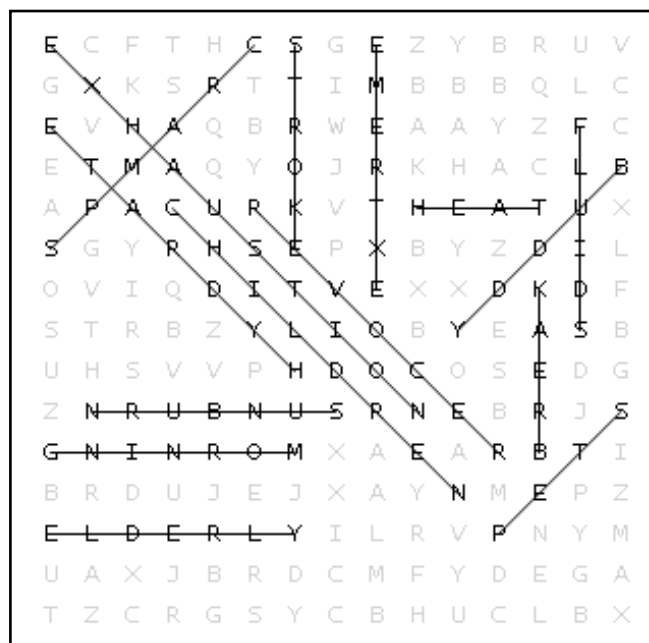 E C F T H C S G E Z Y B R U V
G X K S R T T I M B B B Q L C
E V H A Q B R W E A A Y Z F C
E T M A Q Y O J R K H A C L B
A P A C U R K V T H E A T U X
S G Y R H S E P X B Y Z D I L
O V I Q D I T V E X X D K D F
S T R B Z Y L I O B Y E A S B
U H S V V P H D O C O S E D G
Z N R U B N U S R N E B R J S
G N I N R O M X A E A R B T I
B R D U J E J X A Y N M E P Z
E L D E R L Y I L R V P N Y M
U A X J B R D C M F Y D E G A
T Z C R G S Y C B H U C L B X